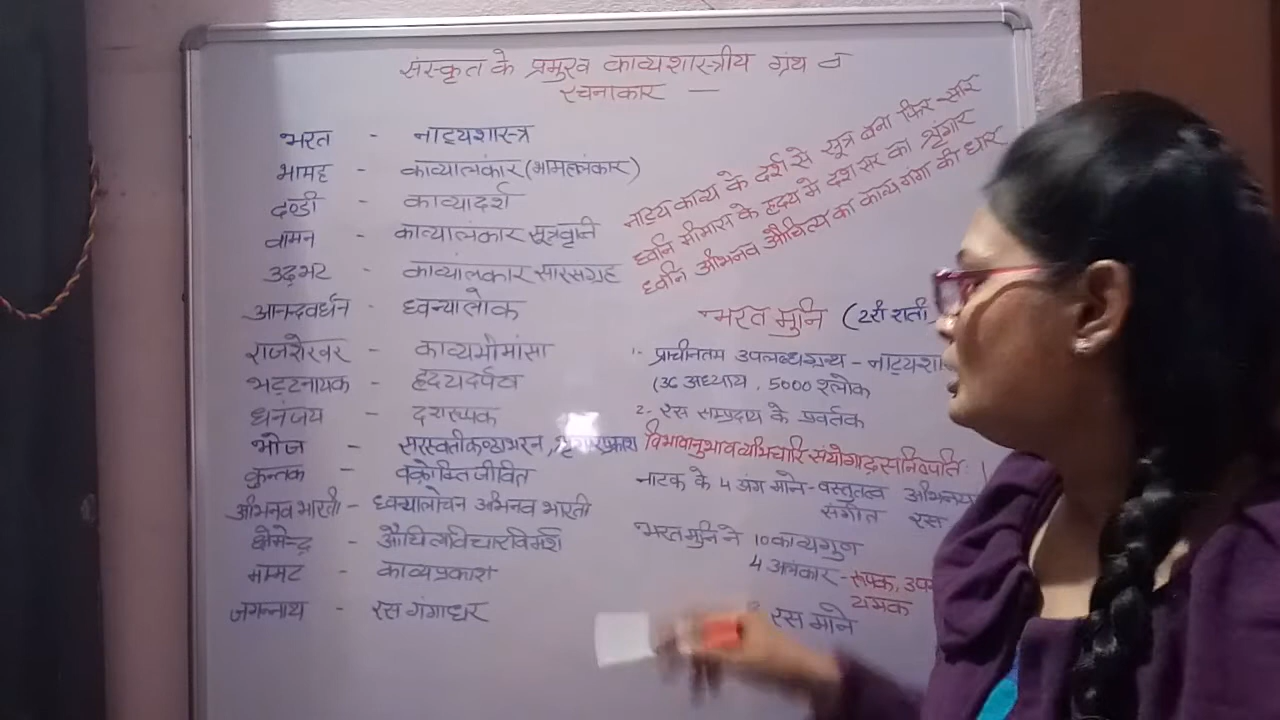 संस्कृत के प्रमुख काव्यशास्त्रीय ग्रंथ व
रचनाकार —
भरत - नाट्यशास्त्र
भामह - काव्यालंकार (भामहालंकार)
दण्डी - काव्यादर्श
वामन - काव्यालंकार सूत्रवृत्ति
उद्भट - काव्यालंकार सारसंग्रह
आनन्दवर्धन - ध्वन्यालोक
राजशेखर - काव्यमीमांसा
भट्टनायक - हृदयदर्पण
धनंजय - दशरूपक
भोज - सरस्वतीकण्ठाभरन, श्रृंगारप्रकाश
कुन्तक - वक्रोक्तिजीवित
अभिनव भारती - ध्वन्यालोचन अभिनव भारती
क्षेमेन्द्र - औचित्यविचारविमर्श
मम्मट - काव्यप्रकाश
जगन्नाथ - रस गंगाधर
नाट्य काव्य के दर्श से सूत्र बना फिर सार
ध्वनि मीमांसा के हृदय में दश सर का श्रृंगार
ध्वनि अभिनव औचित्य का काव्य गंगा की धार
भरत मुनि (2री शती
1- प्राचीनतम उपलब्ध ग्रन्थ - नाट्यशा
(36 अध्याय, 5000 श्लोक
2- रस सम्प्रदाय के प्रवर्तक
विभावानुभावव्यभिचारि संयोगाद्रसनिष्पतिः।
नाटक के 4 अंग माने - वस्तुतत्व अभिनय
संगीत रस
भरत मुनि ने 10 काव्यगुण
4 अलंकार - रूपक, उप
यमक
रस माने